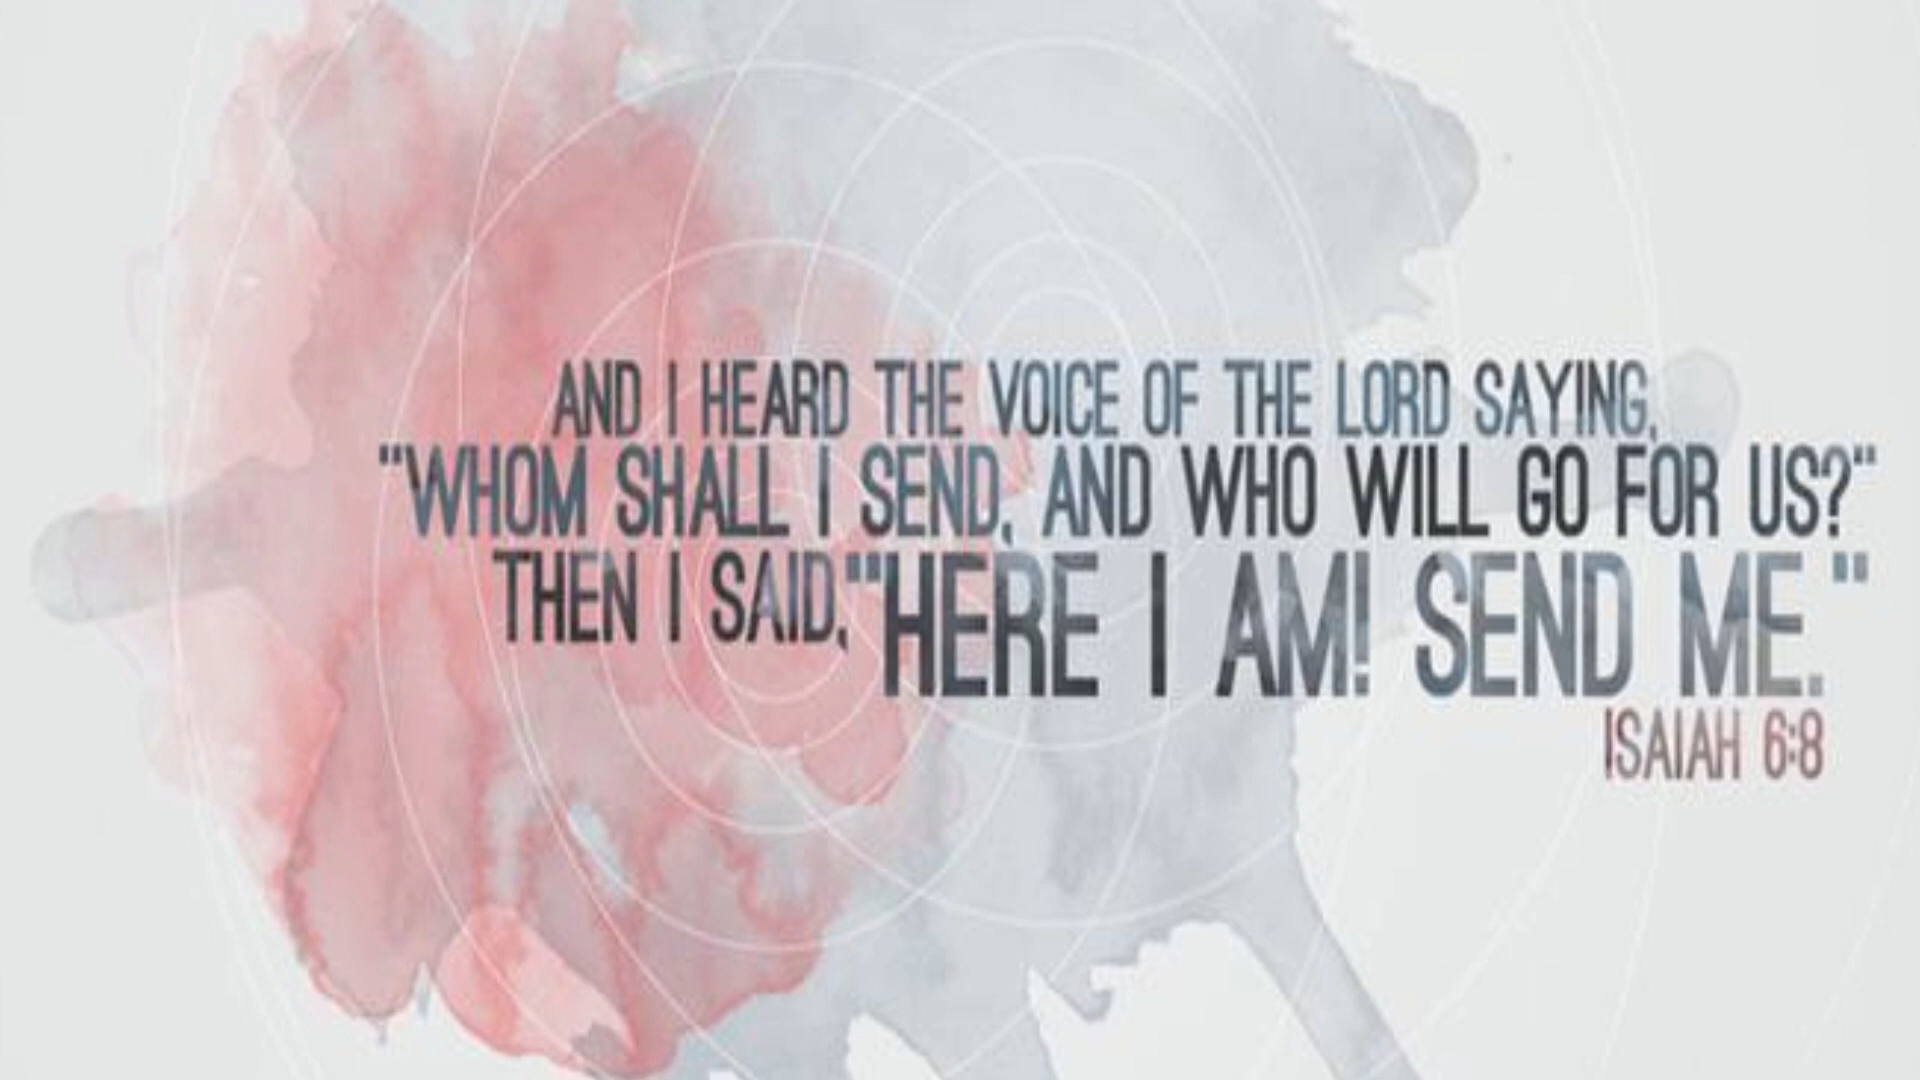 AND I HEARD THE VOICE OF THE LORD SAYING,
"WHOM SHALL I SEND, AND WHO WILL GO FOR US?"
THEN I SAID,""HERE I AM! SEND ME."
ISAIAH 6:8